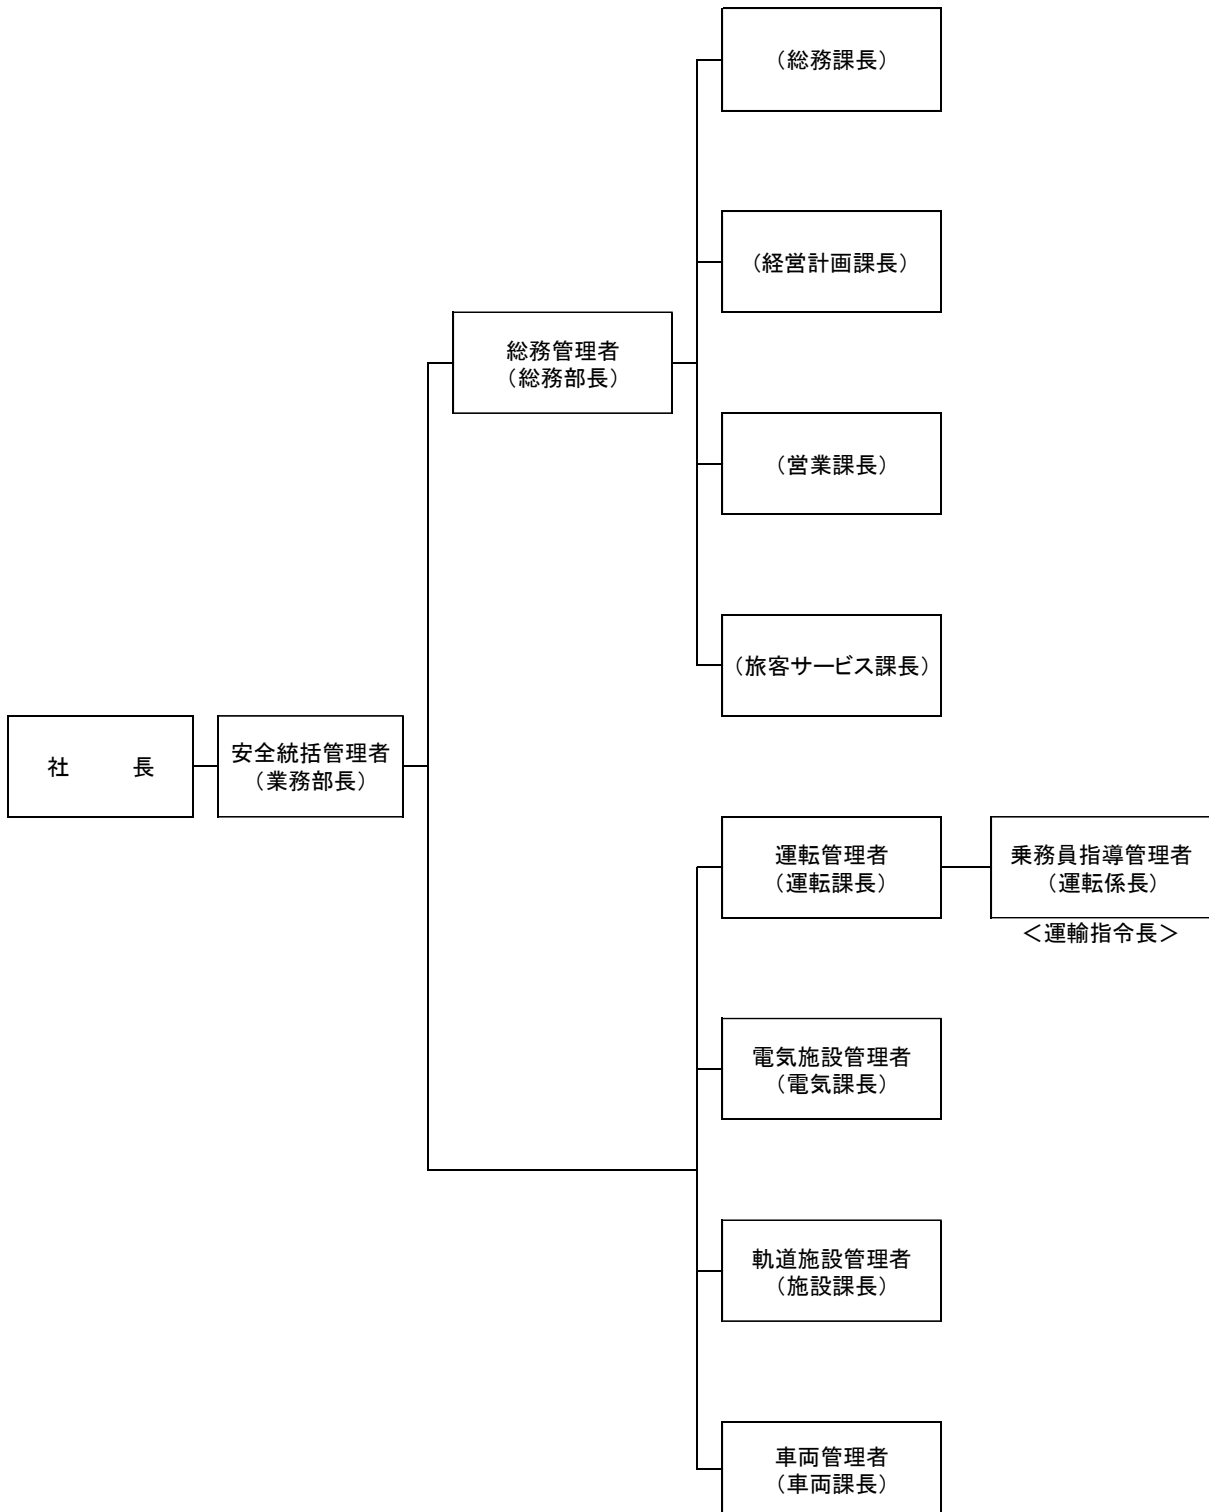 （総務課長）
（経営計画課長）
総務管理者
（総務部長）
（営業課長）
（旅客サービス課長）
社　　　長
安全統括管理者
（業務部長）
運転管理者
（運転課長）
乗務員指導管理者
（運転係長）
＜運輸指令長＞
電気施設管理者
（電気課長）
軌道施設管理者
（施設課長）
車両管理者
（車両課長）